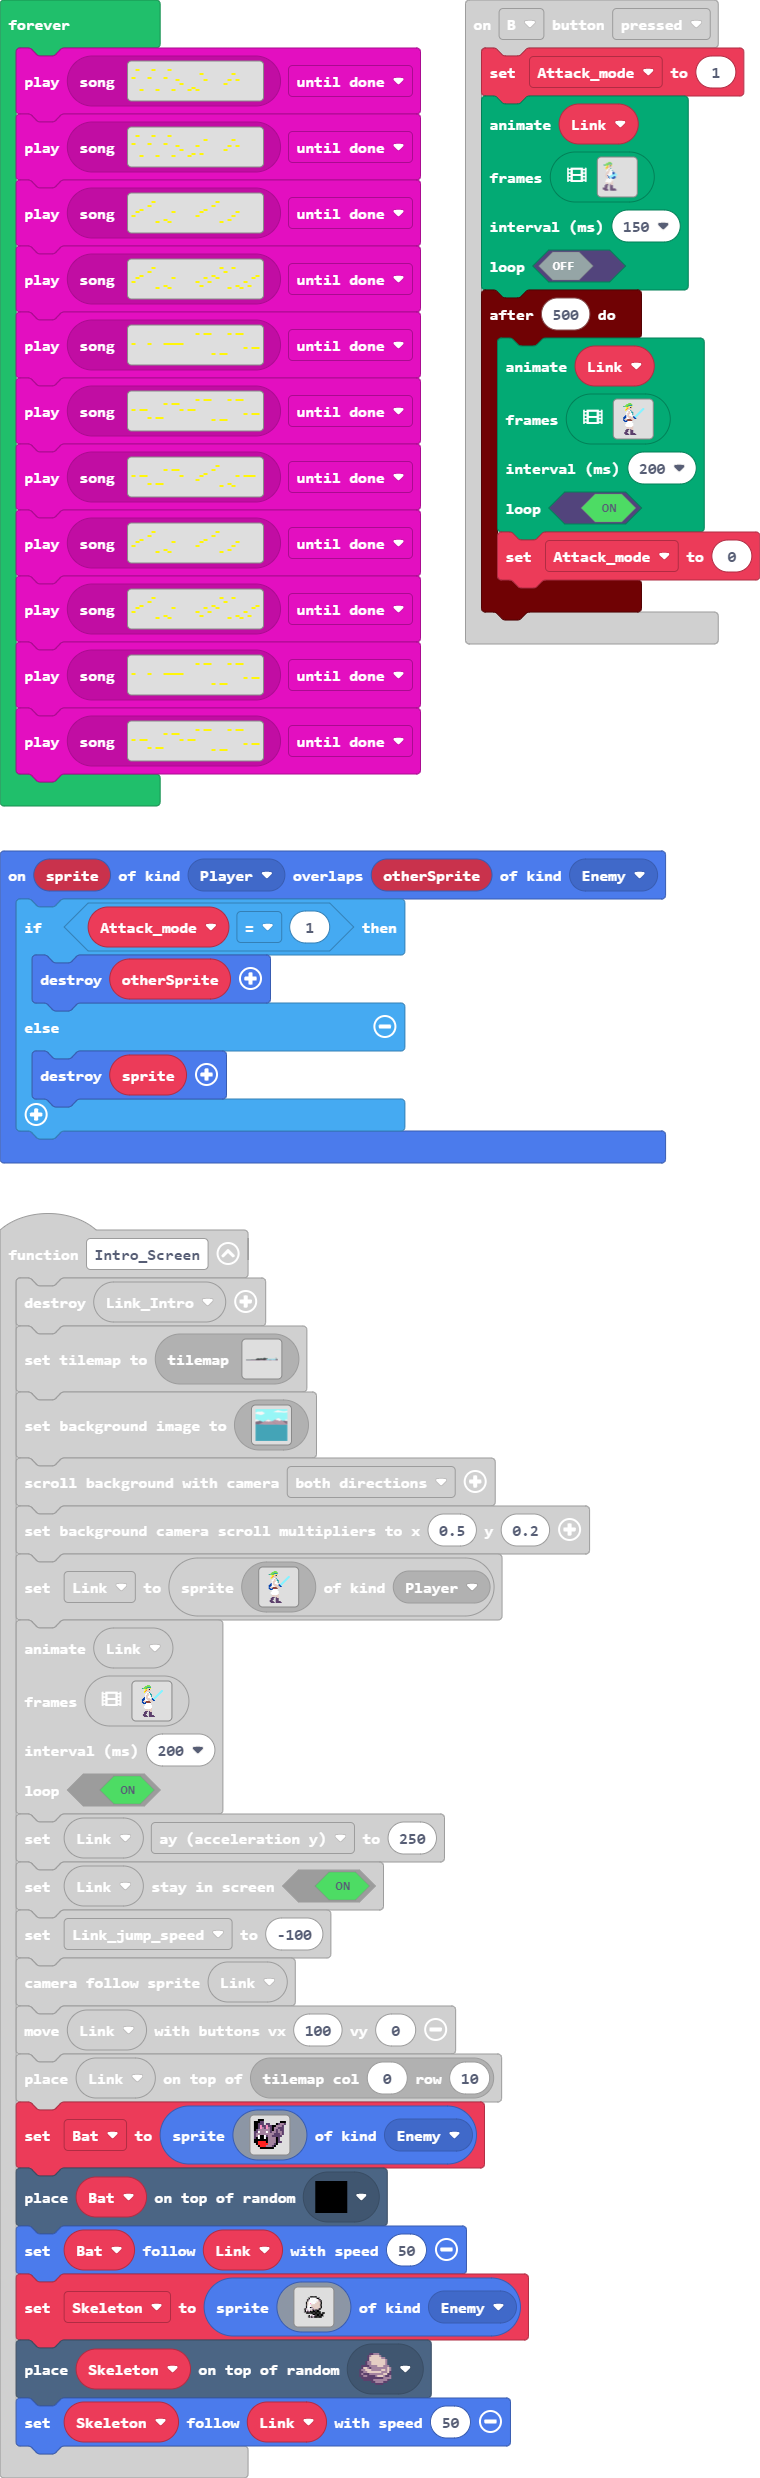 forever
play song until done
play song until done
play song until done
play song until done
play song until done
play song until done
play song until done
play song until done
play song until done
play song until done
play song until done
on B button pressed
set Attack_mode to 1
animate Link
frames
interval (ms) 150
loop OFF
after 500 do
animate Link
frames
interval (ms) 200
loop ON
set Attack_mode to 0
on sprite of kind Player overlaps otherSprite of kind Enemy
if Attack_mode = 1 then
destroy otherSprite
else
destroy sprite
function Intro_Screen
destroy Link_Intro
set tilemap to tilemap
set background image to
scroll background with camera both directions
set background camera scroll multipliers to x 0.5 y 0.2
set Link to sprite of kind Player
animate Link
frames
interval (ms) 200
loop ON
set Link ay (acceleration y) to 250
set Link stay in screen ON
set Link_jump_speed to -100
camera follow sprite Link
move Link with buttons vx 100 vy 0
place Link on top of tilemap col 0 row 10
set Bat to sprite of kind Enemy
place Bat on top of random
set Bat follow Link with speed 50
set Skeleton to sprite of kind Enemy
place Skeleton on top of random
set Skeleton follow Link with speed 50